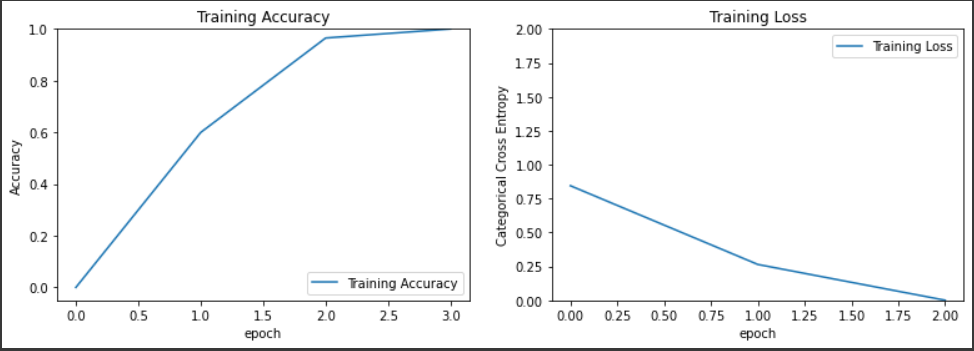 Training Accuracy
1.0
0.8
0.6
0.4
0.2
0.0
Accuracy
Training Accuracy
0.0 0.5 1.0 1.5 2.0 2.5 3.0
epoch
Training Loss
2.00
1.75
1.50
1.25
1.00
0.75
0.50
0.25
0.00
Categorical Cross Entropy
Training Loss
0.00 0.25 0.50 0.75 1.00 1.25 1.50 1.75 2.00
epoch